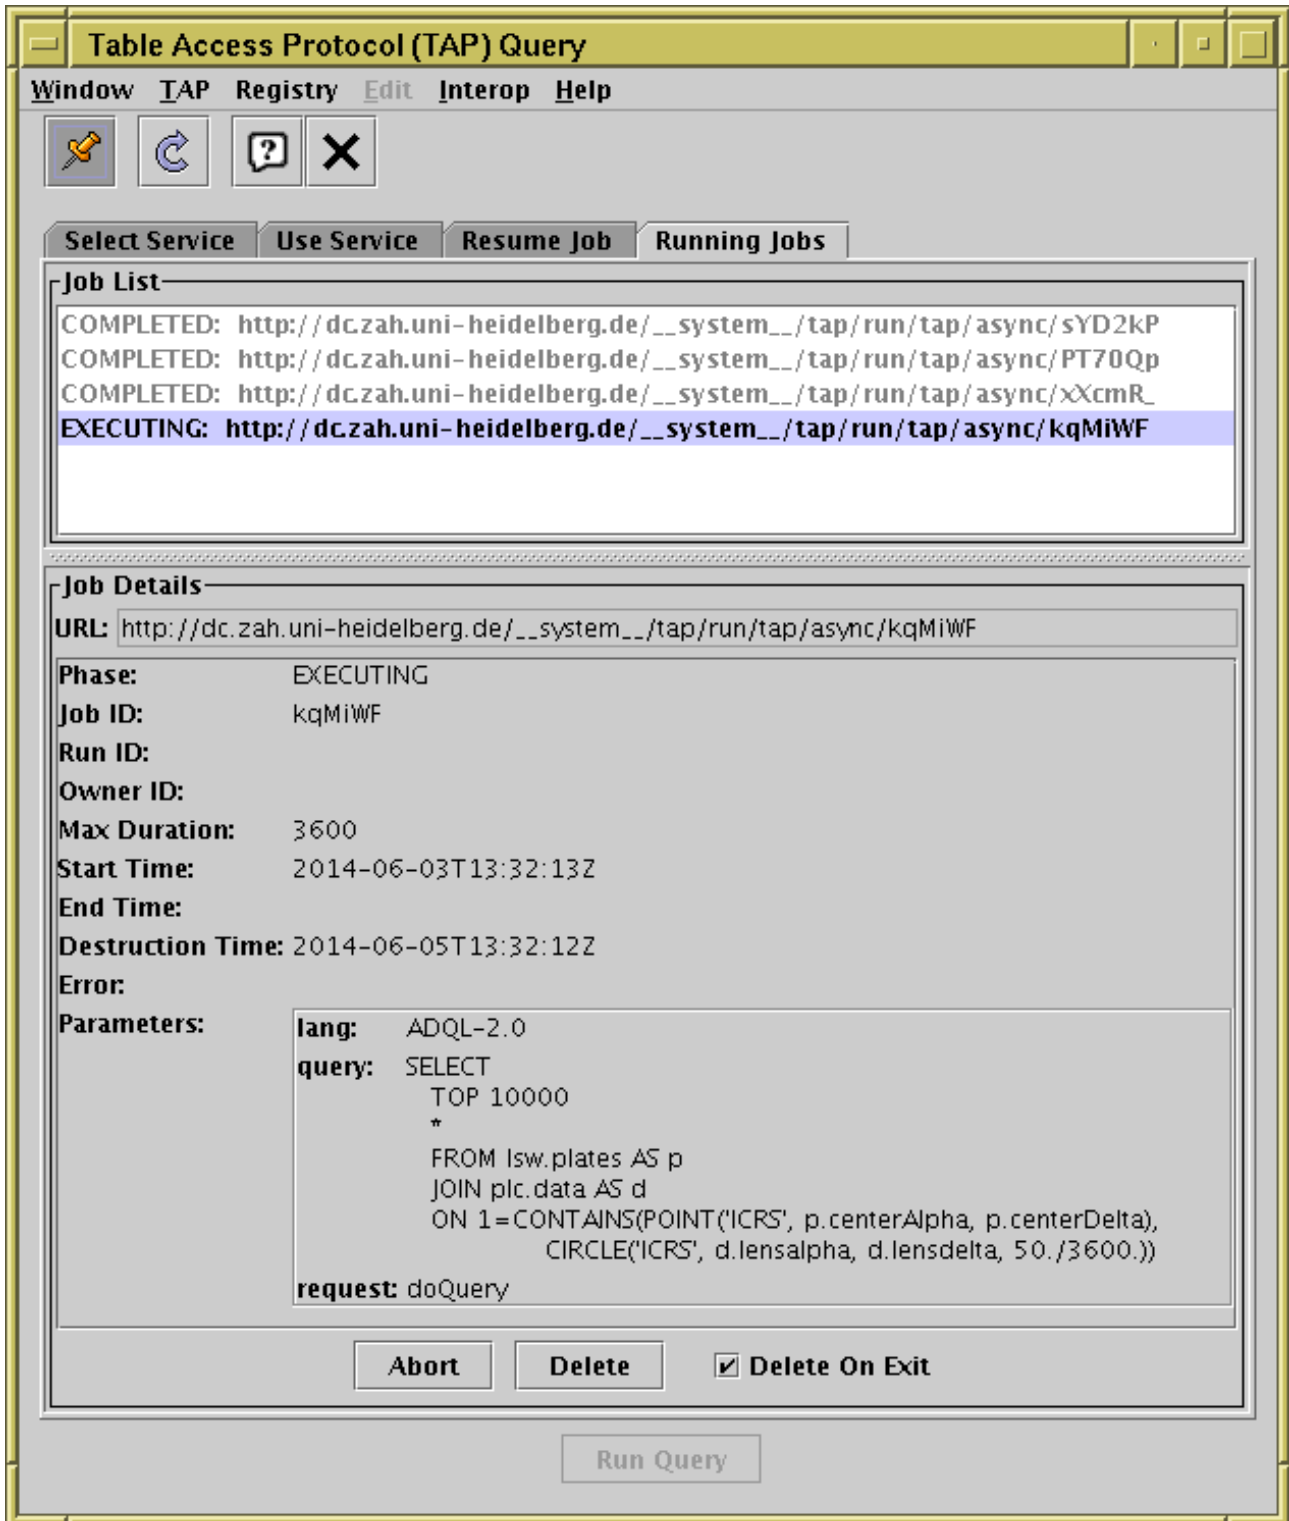 Table Access Protocol (TAP) Query
Window TAP Registry Edit Interop Help
Select Service Use Service Resume Job Running Jobs
Job List
COMPLETED: http://dc.zah.uni-heidelberg.de/__system__/tap/run/tap/async/sYD2kP
COMPLETED: http://dc.zah.uni-heidelberg.de/__system__/tap/run/tap/async/PT70Qp
COMPLETED: http://dc.zah.uni-heidelberg.de/__system__/tap/run/tap/async/xXcmR_
EXECUTING: http://dc.zah.uni-heidelberg.de/__system__/tap/run/tap/async/kqMiWF
Job Details
URL: http://dc.zah.uni-heidelberg.de/__system__/tap/run/tap/async/kqMiWF
Phase: EXECUTING
Job ID: kqMiWF
Run ID:
Owner ID:
Max Duration: 3600
Start Time: 2014-06-03T13:32:13Z
End Time:
Destruction Time: 2014-06-05T13:32:12Z
Error:
Parameters: lang: ADQL-2.0
query: SELECT
TOP 10000
*
FROM lsw.plates AS p
JOIN plc.data AS d
ON 1=CONTAINS(POINT('ICRS', p.centerAlpha, p.centerDelta),
CIRCLE('ICRS', d.lensalpha, d.lensdelta, 50./3600.))
request: doQuery
Abort Delete Delete On Exit
Run Query